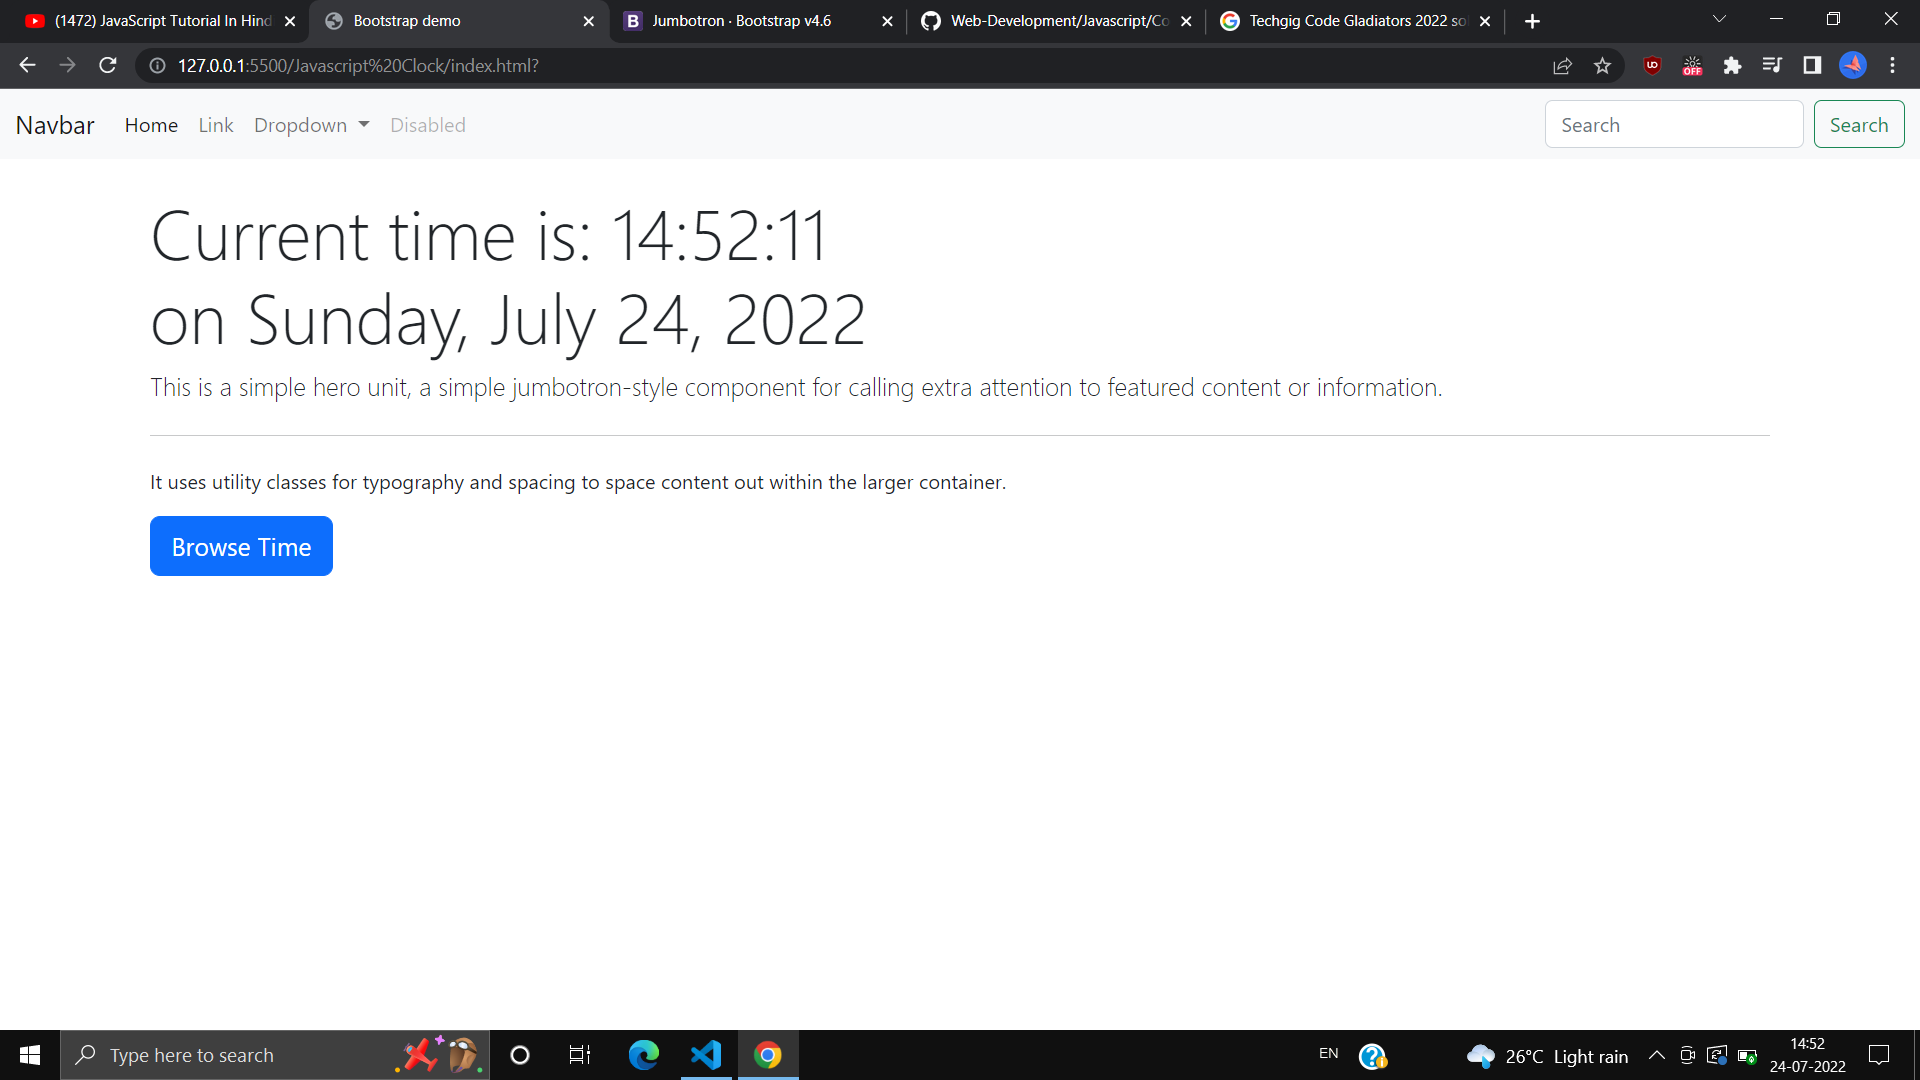 (1472) JavaScript Tutorial In Hind
Bootstrap demo
Jumbotron · Bootstrap v4.6
Web-Development/Javascript/Co
Techgig Code Gladiators 2022 so
127.0.0.1:5500/Javascript%20Clock/index.html?
OFF
Navbar Home Link Dropdown Disabled Search Search
Current time is: 14:52:11
on Sunday, July 24, 2022
This is a simple hero unit, a simple jumbotron-style component for calling extra attention to featured content or information.
It uses utility classes for typography and spacing to space content out within the larger container.
Browse Time
Type here to search
EN
26°C Light rain
14:52
24-07-2022